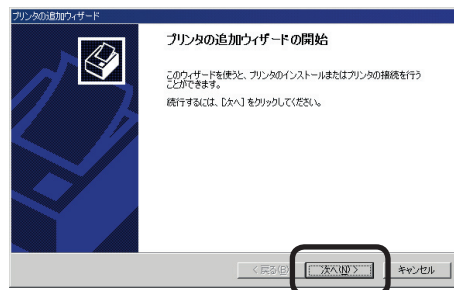 プリンタの追加ウィザード
プリンタの追加ウィザードの開始
このウィザードを使うと、プリンタのインストールまたはプリンタの接続を行う
ことができます。
続行するには、[次へ] をクリックしてください。
< 戻る(B) 次へ(N) > キャンセル